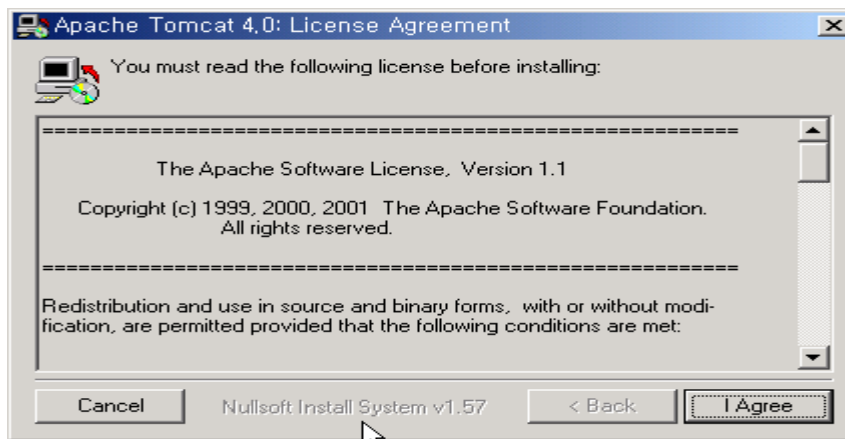 Apache Tomcat 4.0: License Agreement
You must read the following license before installing:
==========================================================
The Apache Software License, Version 1.1
Copyright (c) 1999, 2000, 2001 The Apache Software Foundation.
All rights reserved.
==========================================================
Redistribution and use in source and binary forms, with or without modi-
fication, are permitted provided that the following conditions are met:
Cancel Nullsoft Install System v1.57 < Back I Agree